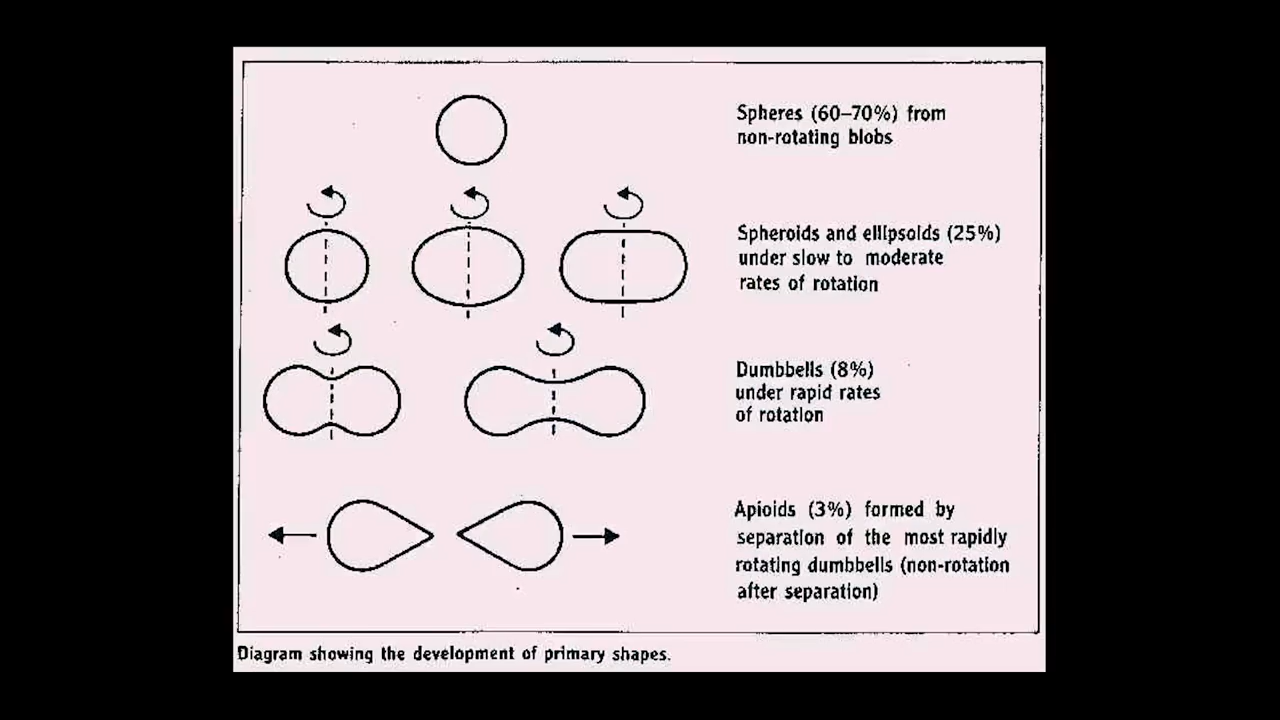 Spheres (60–70%) from
non-rotating blobs
Spheroids and ellipsoids (25%)
under slow to moderate
rates of rotation
Dumbbells (8%)
under rapid rates
of rotation
Apioids (3%) formed by
separation of the most rapidly
rotating dumbbells (non-rotation
after separation)
Diagram showing the development of primary shapes.